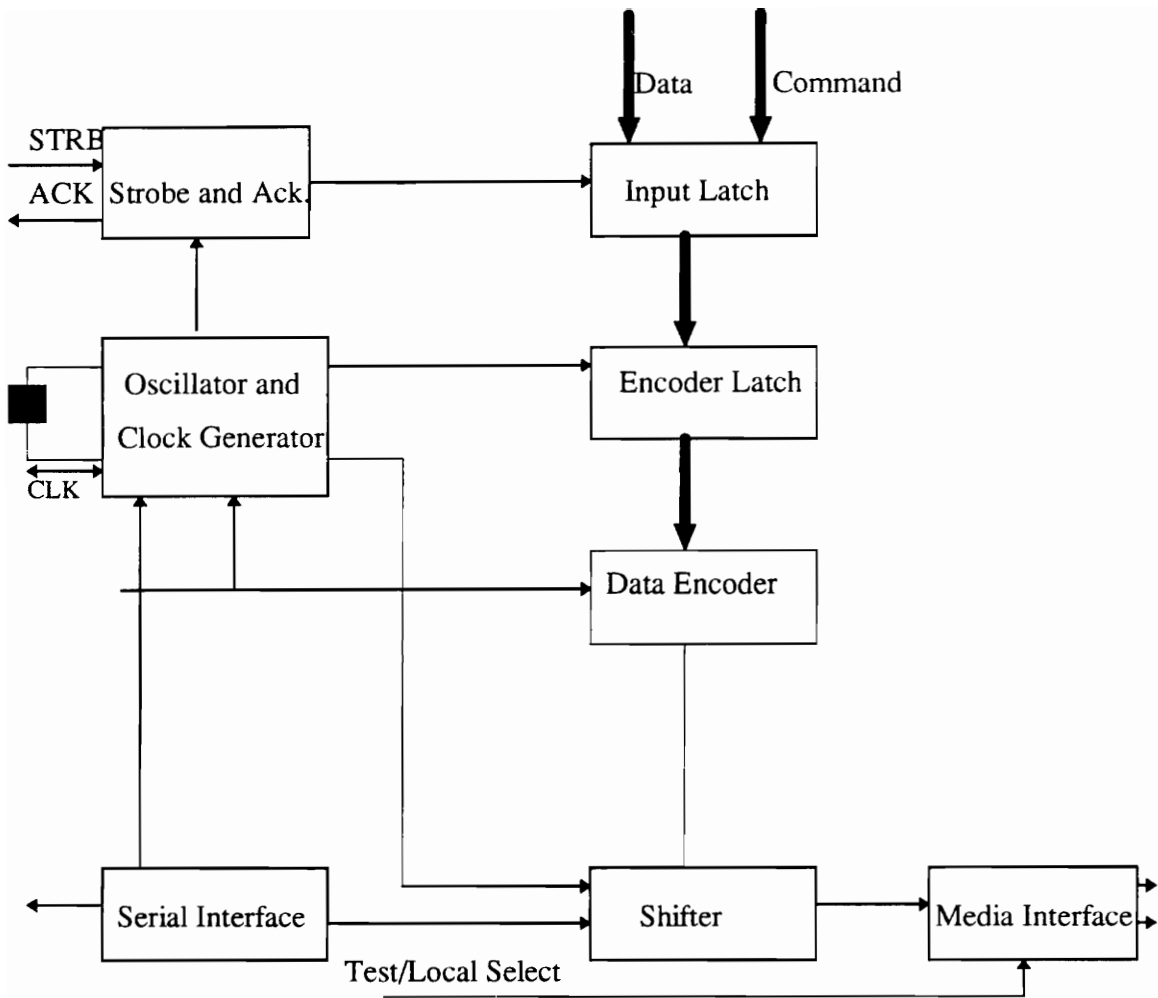 Data
Command
STRB
ACK
Strobe and Ack.
Input Latch
Oscillator and
Clock Generator
Encoder Latch
CLK
Data Encoder
Serial Interface
Shifter
Media Interface
Test/Local Select